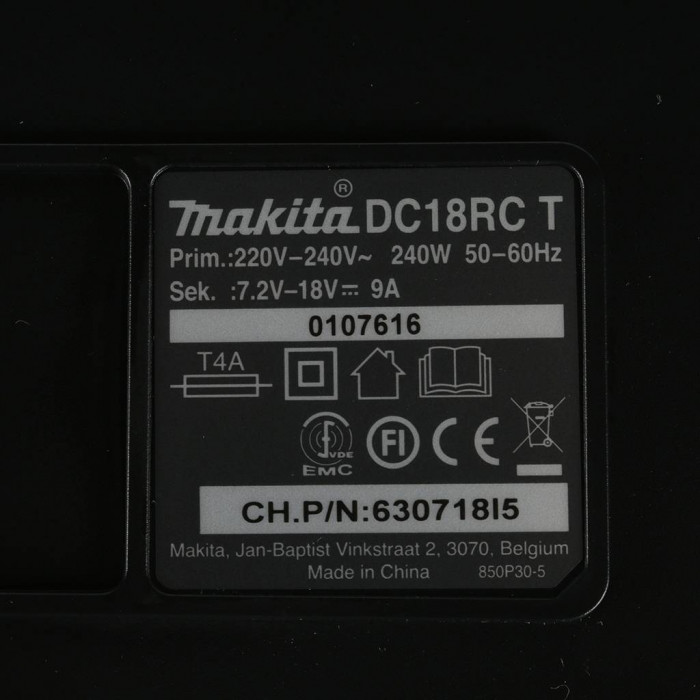 makita® DC18RC T
Prim.:220V–240V~ 240W 50–60Hz
Sek. :7.2V–18V⎓ 9A
0107616
T4A
VDE
EMC
FI CE
CH.P/N:630718I5
Makita, Jan-Baptist Vinkstraat 2, 3070, Belgium
Made in China 850P30-5